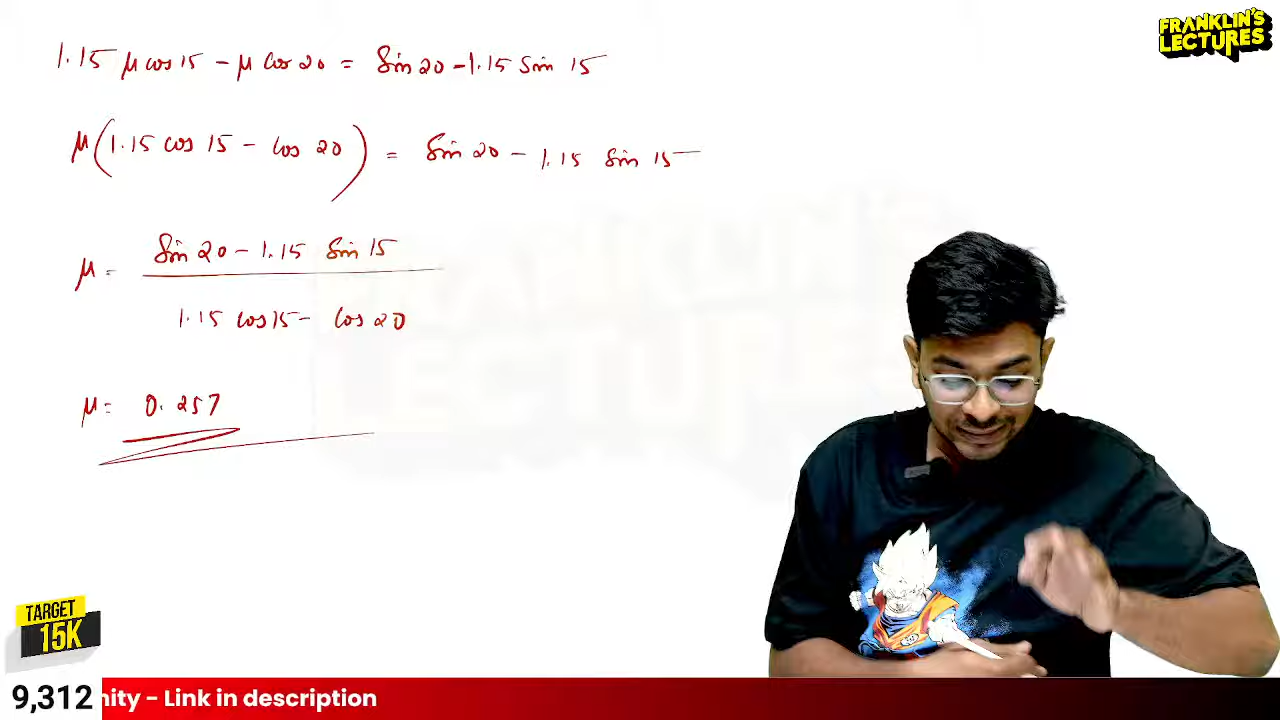 FRANKLIN'S
LECTURES
1.15 μ cos 15 - μ cos 20 = Sin 20 - 1.15 Sin 15
μ(1.15 cos 15 - cos 20) = Sin 20 - 1.15 Sin 15
μ = Sin 20 - 1.15 Sin 15
1.15 cos 15 - cos 20
μ = 0.257
FRANKLIN'S
LECTURES
TARGET
15K
9,312 nity - Link in description